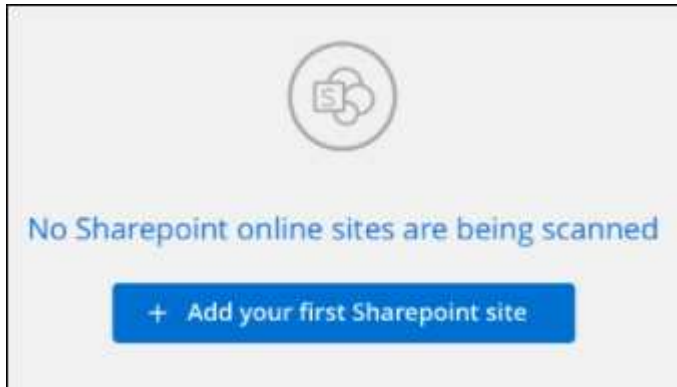 S
No Sharepoint online sites are being scanned
+ Add your first Sharepoint site